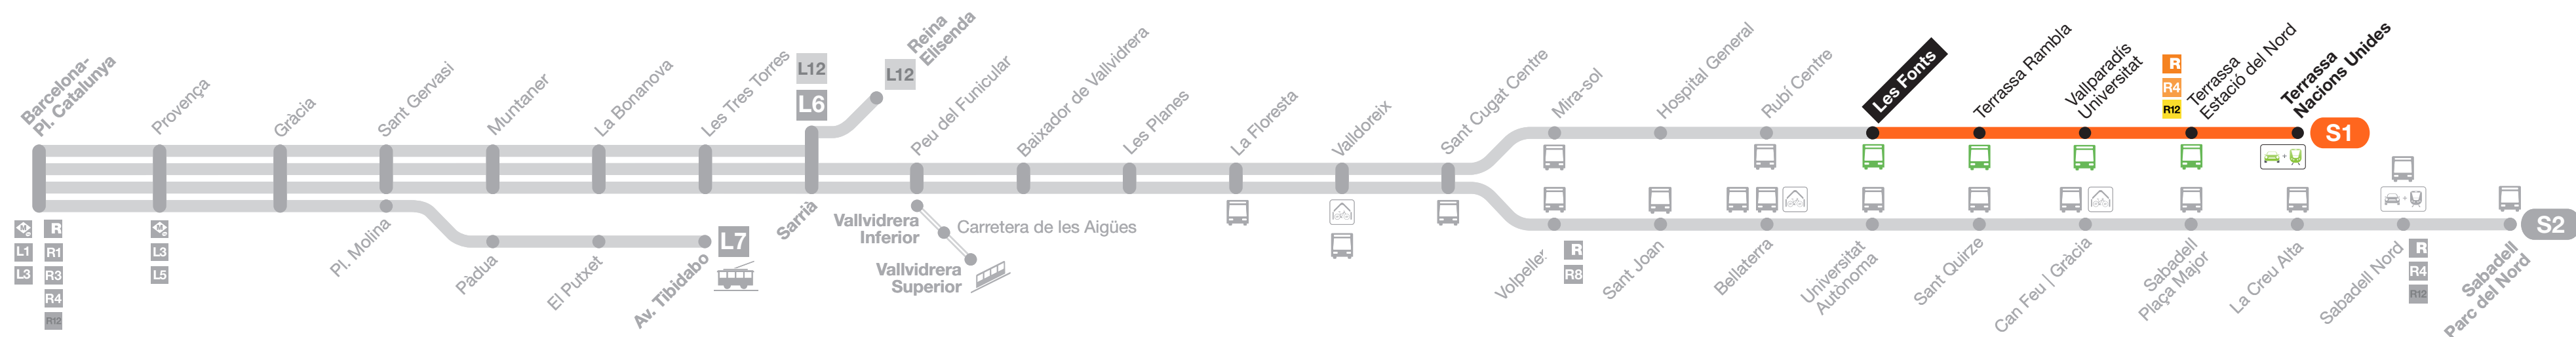 Barcelona-
Pl. Catalunya
Provença
Gràcia
Sant Gervasi
Muntaner
La Bonanova
Les Tres Torres
L12
L6
Reina
Elisenda
L12
Peu del Funicular
Baixador de Vallvidrera
Les Planes
La Floresta
Valldoreix
Sant Cugat Centre
Mira-sol
Hospital General
Rubí Centre
Les Fonts
Terrassa Rambla
Vallparadís
Universitat
R
R4
R12
Terrassa
Estació del Nord
Terrassa
Nacions Unides
S1
L1
L3
R
R1
R3
R4
R12
L3
L5
Pl. Molina
Pàdua
El Putxet
Av. Tibidabo
L7
Sarrià
Vallvidrera
Inferior
Carretera de les Aigües
Vallvidrera
Superior
Volpelle
R
R8
Sant Joan
Bellaterra
Universitat
Autònoma
Sant Quirze
Can Feu | Gràcia
Sabadell
Plaça Major
La Creu Alta
Sabadell Nord
R
R4
R12
Sabadell
Parc del Nord
S2